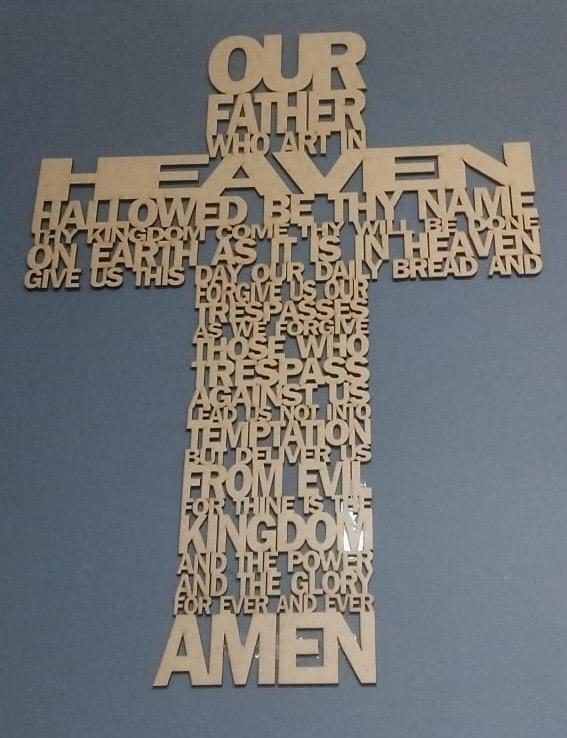 OUR
FATHER
WHO ART IN
HEAVEN
HALLOWED BE THY NAME
THY KINGDOM COME THY WILL BE DONE
ON EARTH AS IT IS IN HEAVEN
GIVE US THIS DAY OUR DAILY BREAD AND
FORGIVE US OUR
TRESPASSES
AS WE FORGIVE
THOSE WHO
TRESPASS
AGAINST US
LEAD US NOT INTO
TEMPTATION
BUT DELIVER US
FROM EVIL
FOR THINE IS THE
KINGDOM
AND THE POWER
AND THE GLORY
FOR EVER AND EVER
AMEN